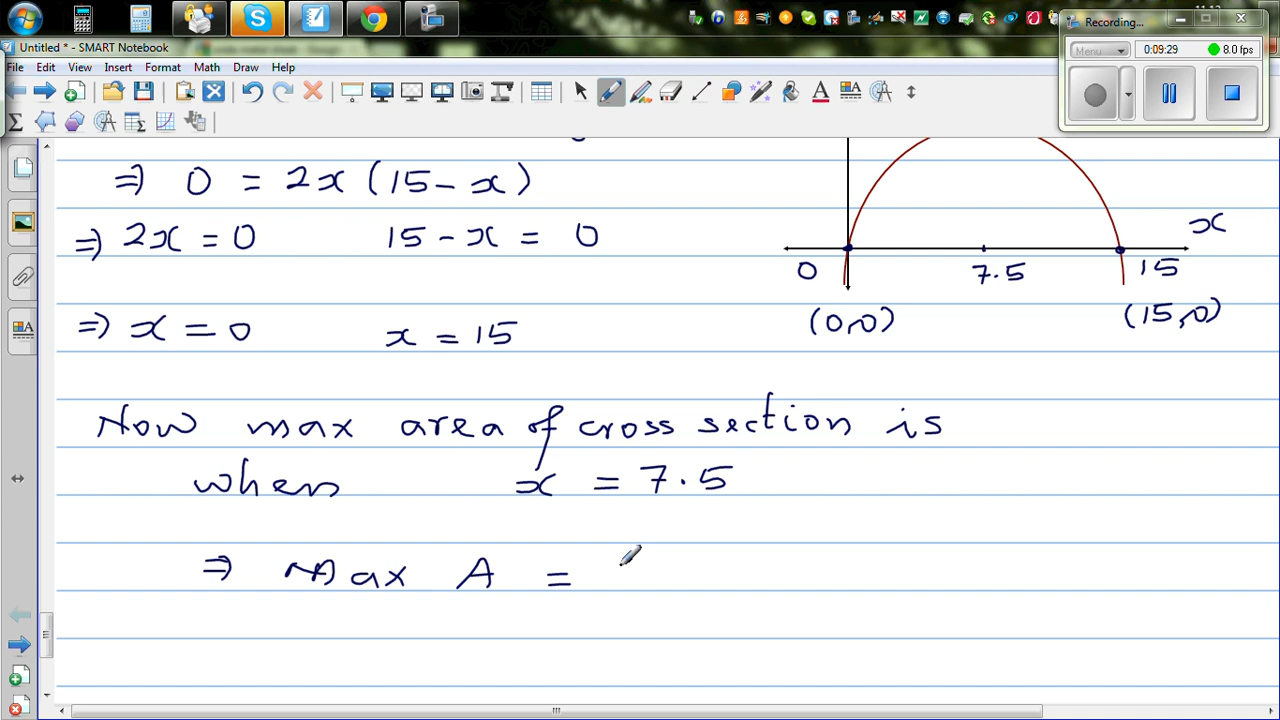 Recording...
Untitled * - SMART Notebook
Menu
00:09:29
8.0 fps
File Edit View Insert Format Math Draw Help
⇒ 0 = 2x(15-x)
⇒ 2x = 0 15-x = 0
x
0 7.5 15
(0,0) (15,0)
⇒ x = 0 x = 15
Now max area of cross section is
when x = 7.5
⇒ Max A =